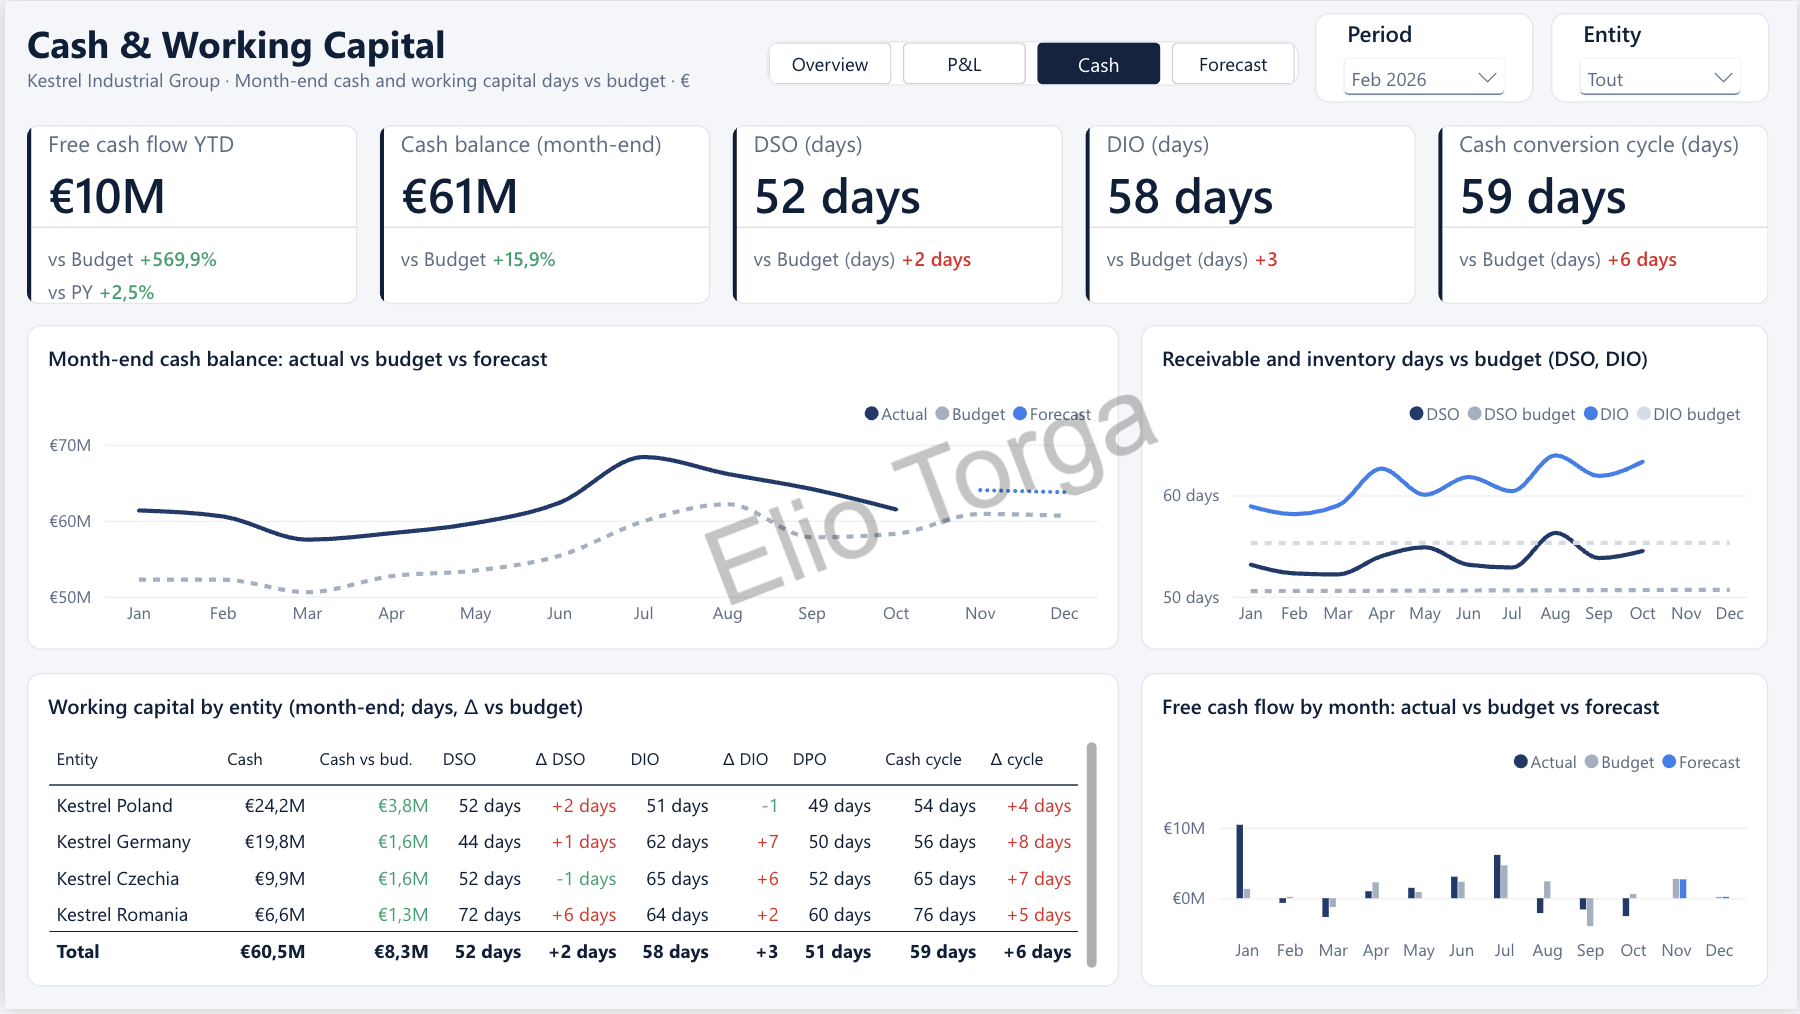 Cash & Working Capital
Kestrel Industrial Group · Month-end cash and working capital days vs budget · €
Overview
P&L
Cash
Forecast
Period
Feb 2026
Entity
Tout
Free cash flow YTD
€10M
vs Budget +569,9%
vs PY +2,5%
Cash balance (month-end)
€61M
vs Budget +15,9%
DSO (days)
52 days
vs Budget (days) +2 days
DIO (days)
58 days
vs Budget (days) +3
Cash conversion cycle (days)
59 days
vs Budget (days) +6 days
Month-end cash balance: actual vs budget vs forecast
Actual Budget Forecast
€70M
€60M
€50M
Jan Feb Mar Apr May Jun Jul Aug Sep Oct Nov Dec
Receivable and inventory days vs budget (DSO, DIO)
DSO DSO budget DIO DIO budget
60 days
50 days
Jan Feb Mar Apr May Jun Jul Aug Sep Oct Nov Dec
Elio Torga
Working capital by entity (month-end; days, Δ vs budget)
Entity Cash Cash vs bud. DSO Δ DSO DIO Δ DIO DPO Cash cycle Δ cycle
Kestrel Poland €24,2M €3,8M 52 days +2 days 51 days -1 49 days 54 days +4 days
Kestrel Germany €19,8M €1,6M 44 days +1 days 62 days +7 50 days 56 days +8 days
Kestrel Czechia €9,9M €1,6M 52 days -1 days 65 days +6 52 days 65 days +7 days
Kestrel Romania €6,6M €1,3M 72 days +6 days 64 days +2 60 days 76 days +5 days
Total €60,5M €8,3M 52 days +2 days 58 days +3 51 days 59 days +6 days
Free cash flow by month: actual vs budget vs forecast
Actual Budget Forecast
€10M
€0M
Jan Feb Mar Apr May Jun Jul Aug Sep Oct Nov Dec